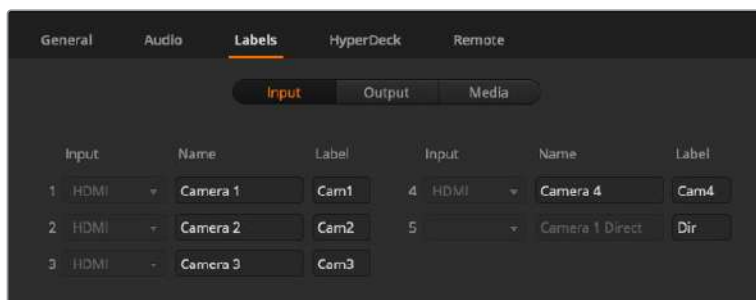 General Audio Labels HyperDeck Remote
Input Output Media
Input Name Label Input Name Label
1 HDMI Camera 1 Cam1 4 HDMI Camera 4 Cam4
2 HDMI Camera 2 Cam2 5 Camera 1 Direct Dir
3 HDMI Camera 3 Cam3